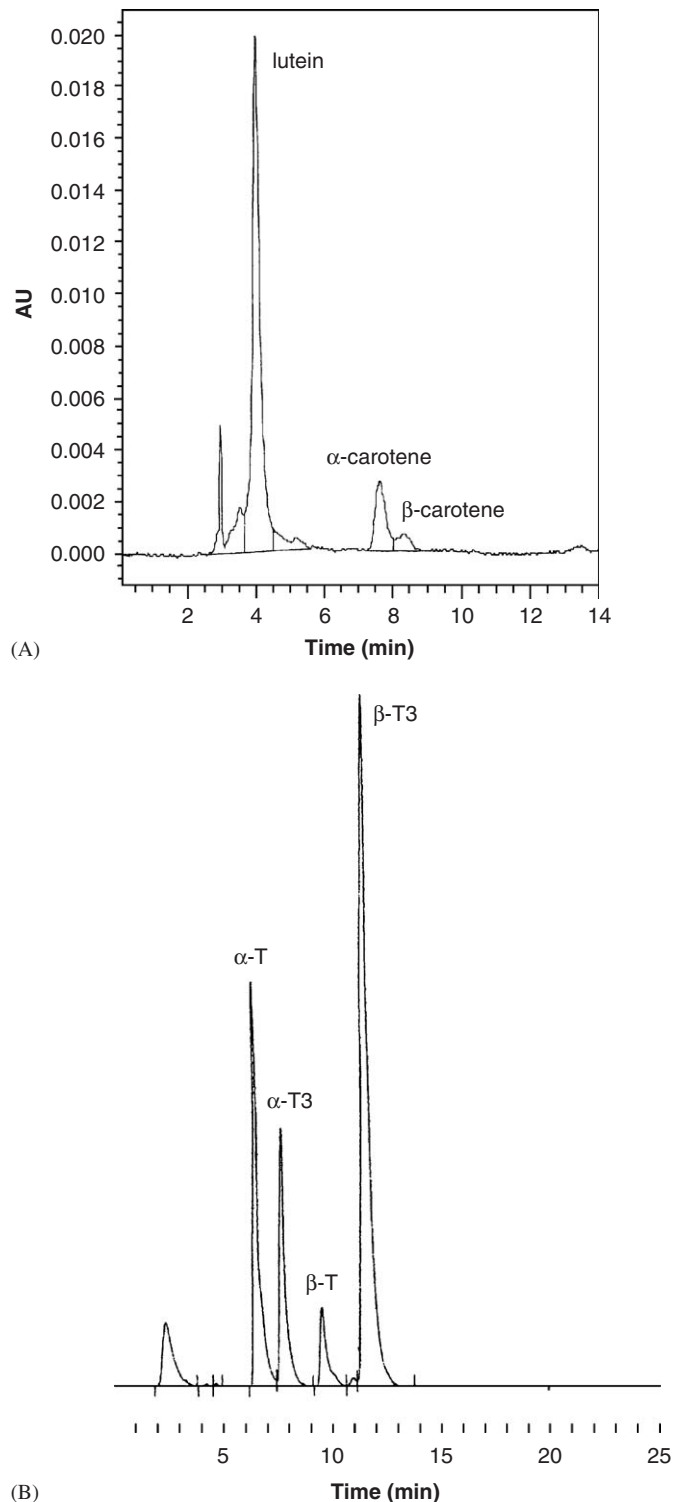 0.020
lutein
0.018
0.016
0.014
0.012
0.010
AU
0.008
0.006
0.004
α-carotene
β-carotene
0.002
0.000
2 4 6 8 10 12 14
(A)
Time (min)
β-T3
α-T
α-T3
β-T
5 10 15 20 25
(B)
Time (min)